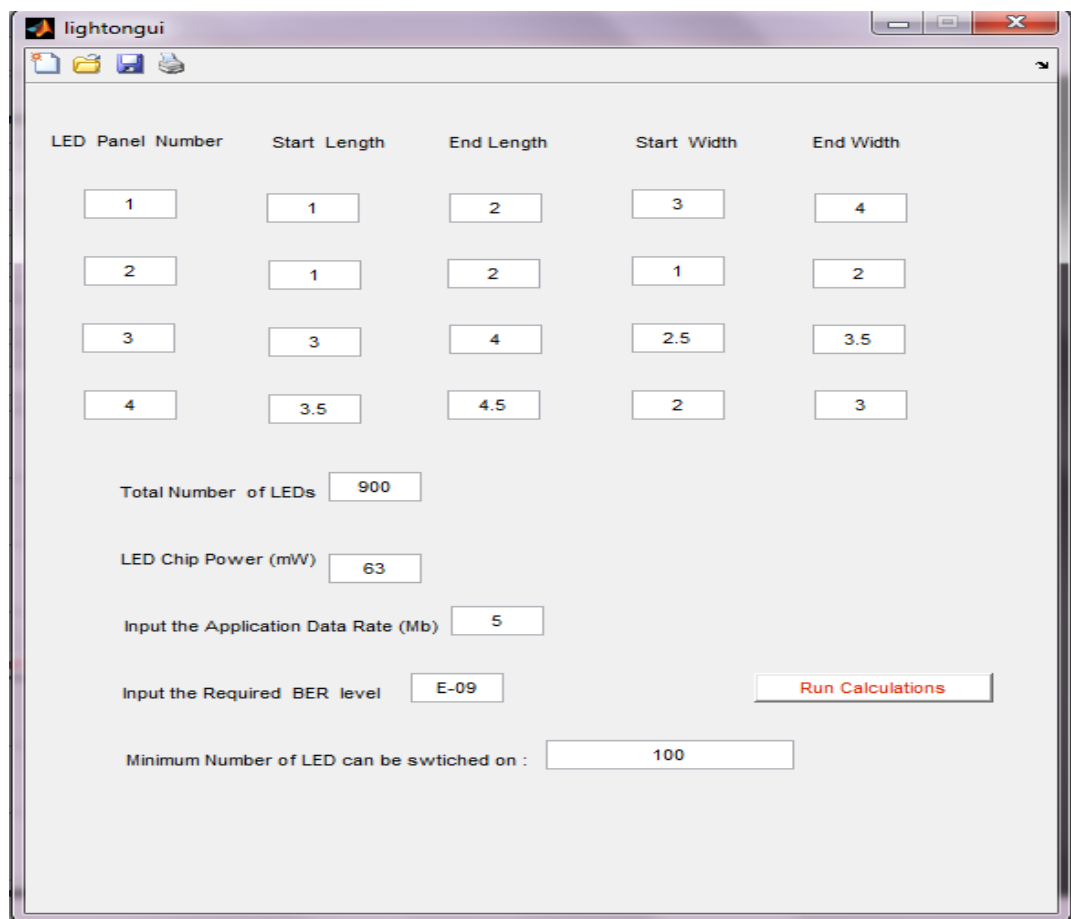 lightongui
LED Panel Number Start Length End Length Start Width End Width
1 1 2 3 4
2 1 2 1 2
3 3 4 2.5 3.5
4 3.5 4.5 2 3
Total Number of LEDs 900
LED Chip Power (mW) 63
Input the Application Data Rate (Mb) 5
Input the Required BER level E-09
Run Calculations
Minimum Number of LED can be swtiched on : 100